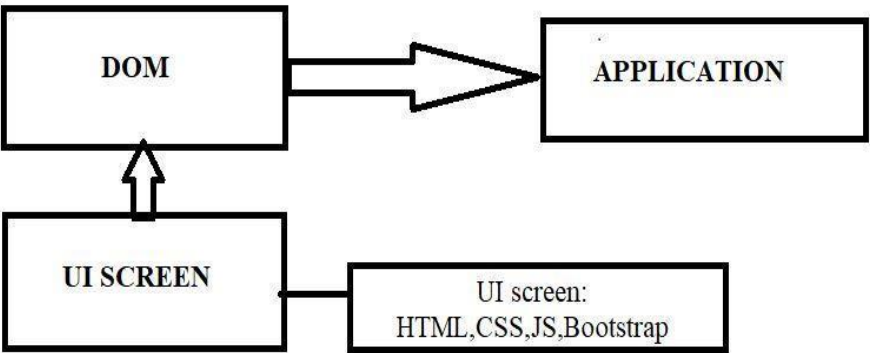 DOM
APPLICATION
UI SCREEN
UI screen:
HTML,CSS,JS,Bootstrap